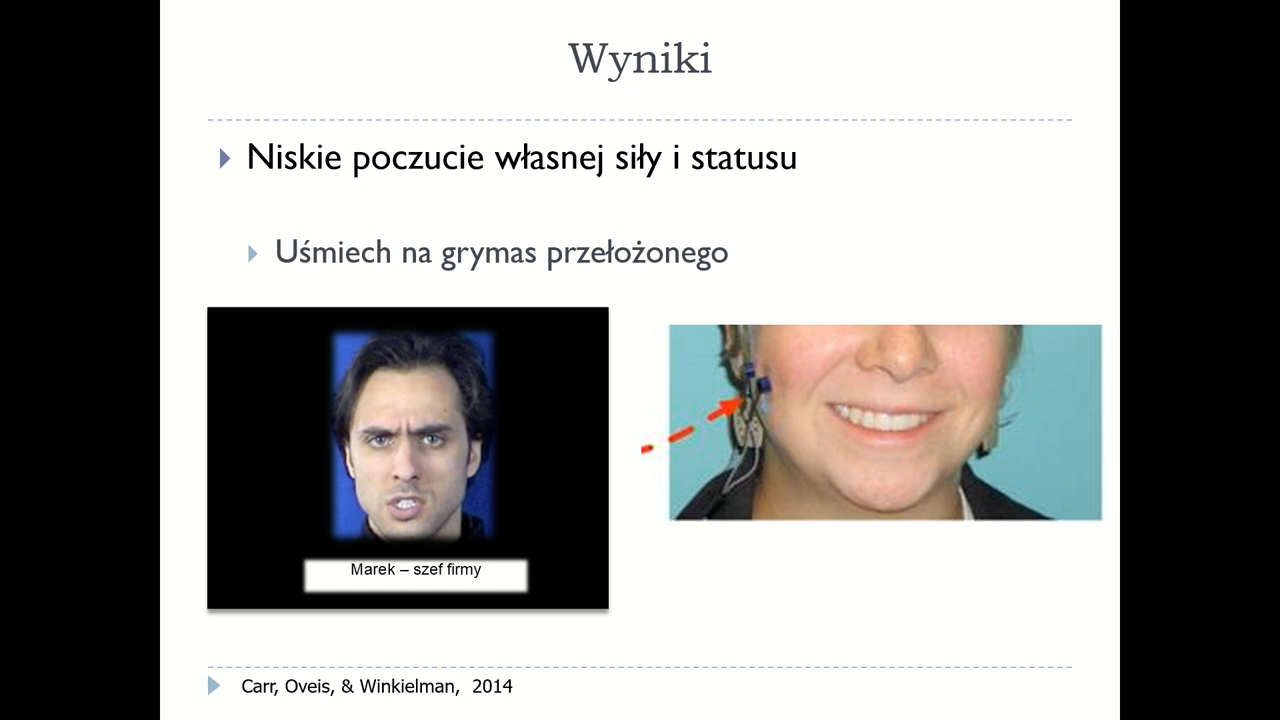 Wyniki
Niskie poczucie własnej siły i statusu
Uśmiech na grymas przełożonego
Marek – szef firmy
Carr, Oveis, & Winkielman,  2014